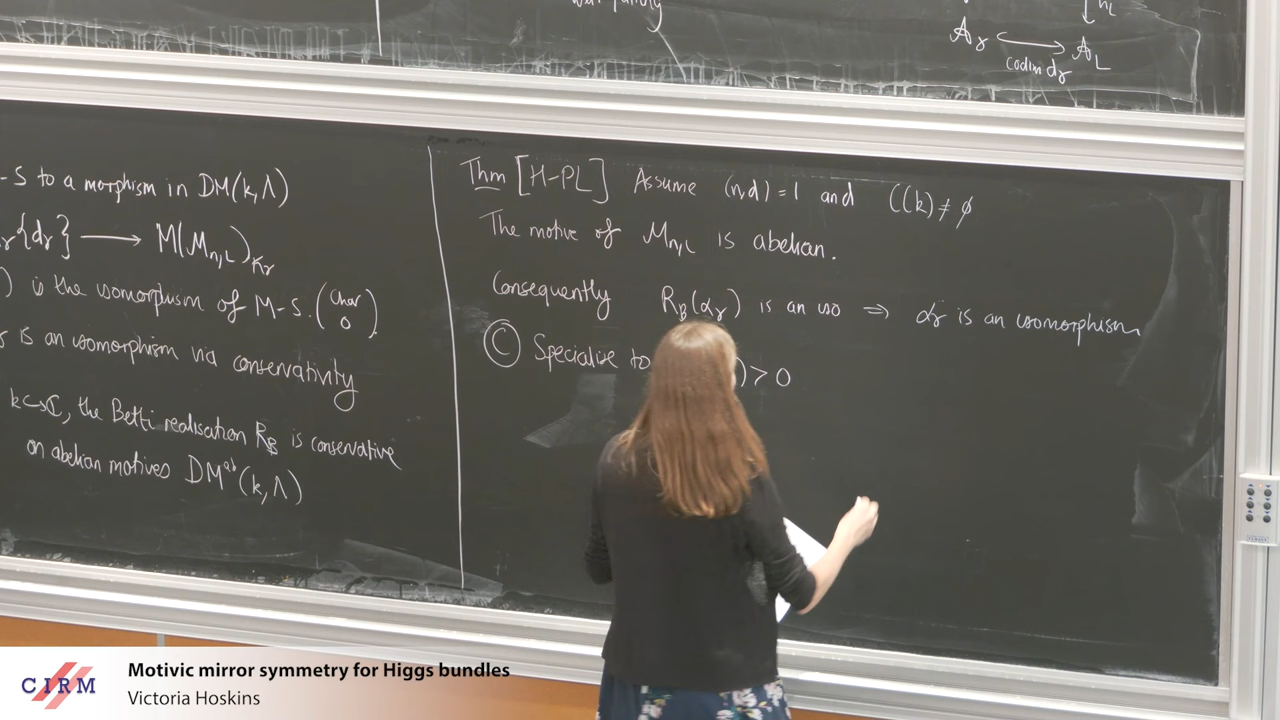 A_γ ⟷ A_L
codim d_γ
-S to a morphism in DM(k,Λ)
{d_γ} ⟶ M(M_{n,L})_{κγ}
) is the isomorphism of M-S. (Char 0)
is an isomorphism via conservativity
k↪ℂ, the Betti realisation R_B is conservative
on abelian motives DM^{ab}(k,Λ)
Thm [H-PL] Assume (n,d)=1 and C(k)≠∅
The motive of M_{n,L} is abelian.
Consequently R_B(α_γ) is an iso ⇒ α_γ is an isomorphism
Ⓒ Specialise to )>0
CIRM
Motivic mirror symmetry for Higgs bundles
Victoria Hoskins